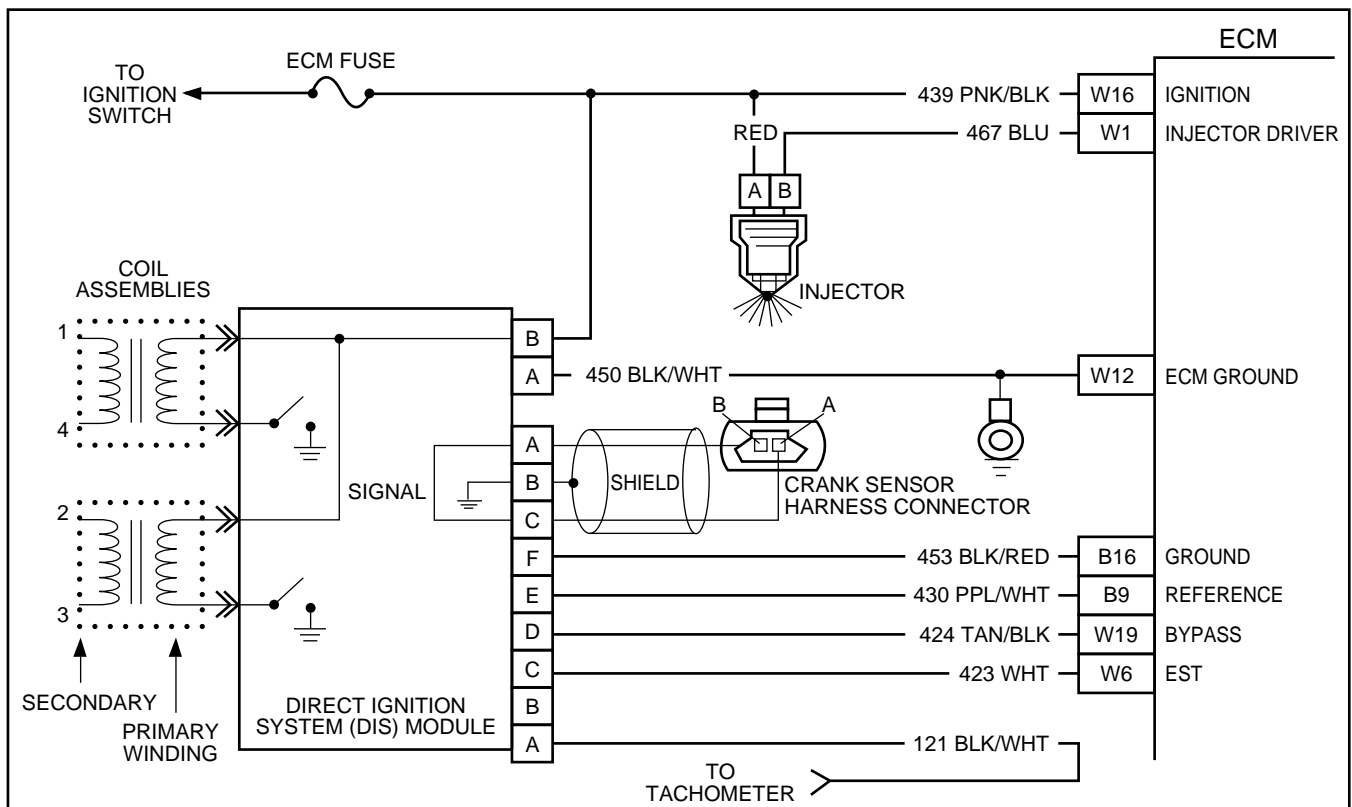 ECM
ECM FUSE
TO
IGNITION
SWITCH
439 PNK/BLK
W16
IGNITION
RED
467 BLU
W1
INJECTOR DRIVER
A
B
INJECTOR
COIL
ASSEMBLIES
1
4
2
3
B
A
450 BLK/WHT
W12
ECM GROUND
B
A
A
B
C
SIGNAL
SHIELD
CRANK SENSOR
HARNESS CONNECTOR
F
453 BLK/RED
B16
GROUND
E
430 PPL/WHT
B9
REFERENCE
D
424 TAN/BLK
W19
BYPASS
C
423 WHT
W6
EST
B
A
121 BLK/WHT
SECONDARY
PRIMARY
WINDING
DIRECT IGNITION
SYSTEM (DIS) MODULE
TO
TACHOMETER